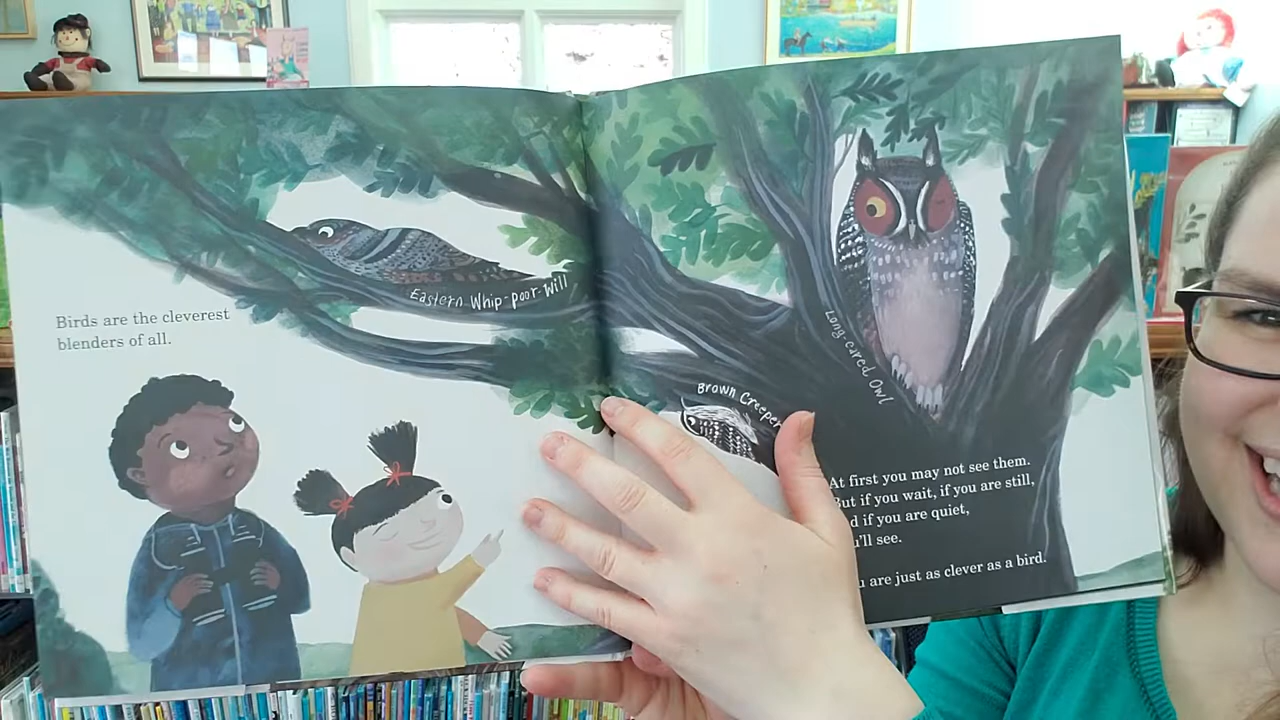 Birds are the cleverest
blenders of all.
Eastern Whip-poor-will
Brown Creeper
Long-eared Owl
At first you may not see them.
But if you wait, if you are still,
if you are quiet,
see.
are just as clever as a bird.